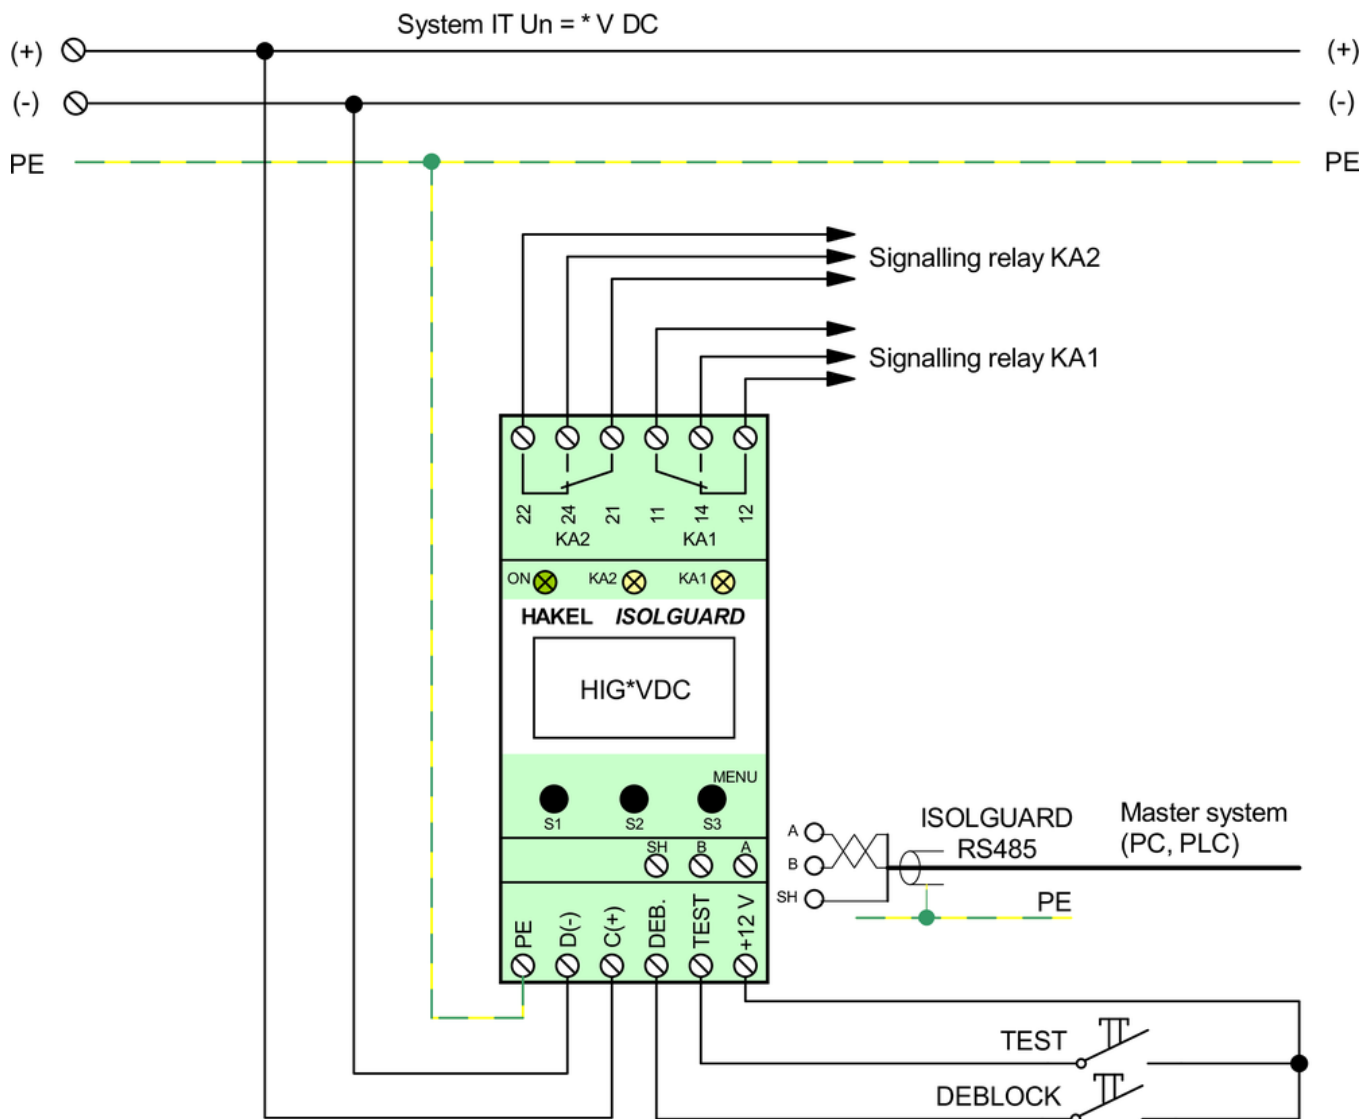 System IT Un = * V DC
(+) (+)
(-) (-)
PE PE
Signalling relay KA2
Signalling relay KA1
22 24 21 11 14 12
KA2 KA1
ON KA2 KA1
HAKEL ISOLGUARD
HIG*VDC
MENU
S1 S2 S3
A ISOLGUARD Master system
RS485 (PC, PLC)
SH B A
B
SH PE
PE D(-) C(+) DEB. TEST +12 V
TEST
DEBLOCK